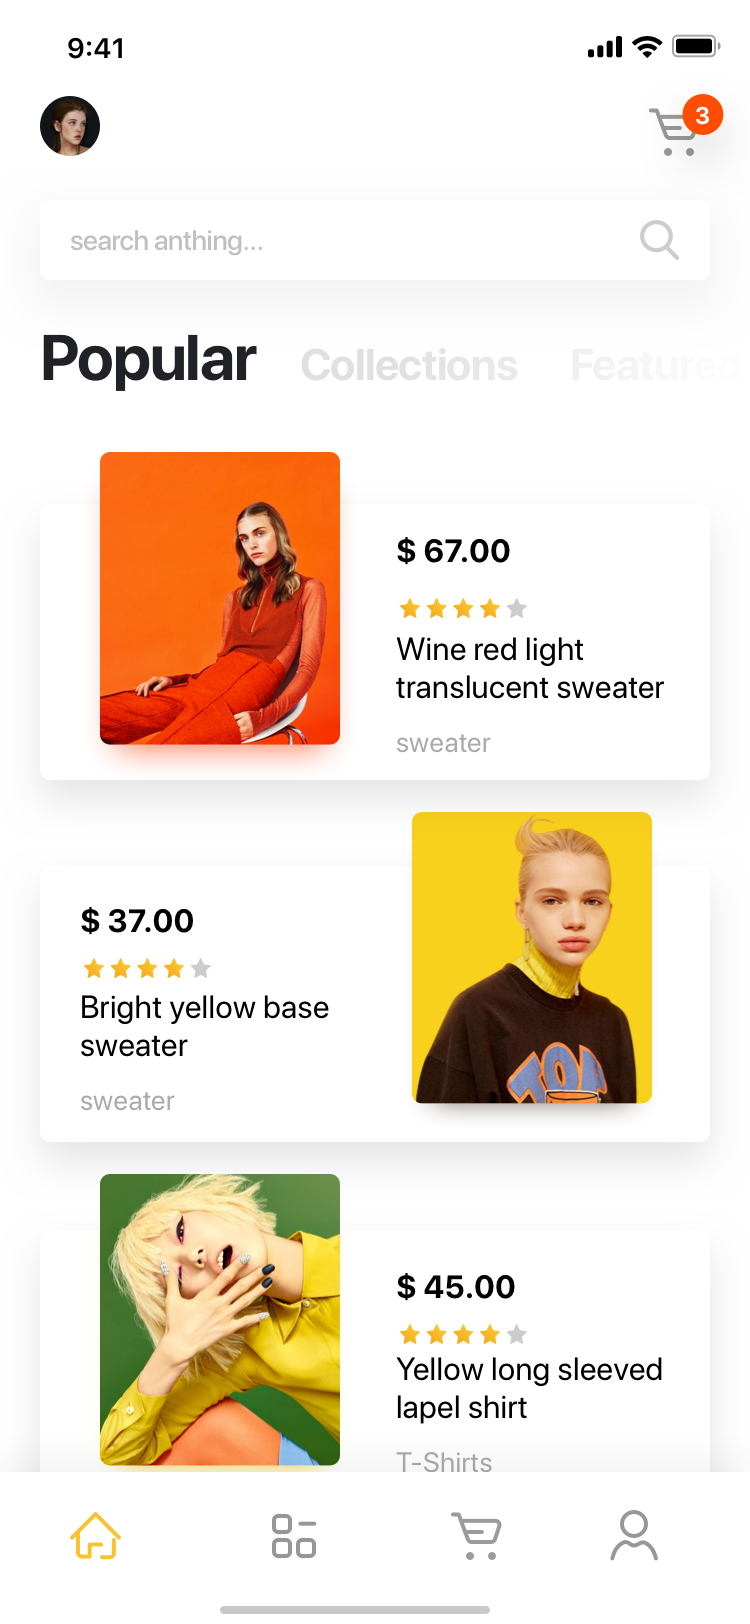 9:41
3
search anthing...
Popular Collections Featured
$ 67.00
Wine red light
translucent sweater
sweater
$ 37.00
Bright yellow base
sweater
sweater
$ 45.00
Yellow long sleeved
lapel shirt
T-Shirts